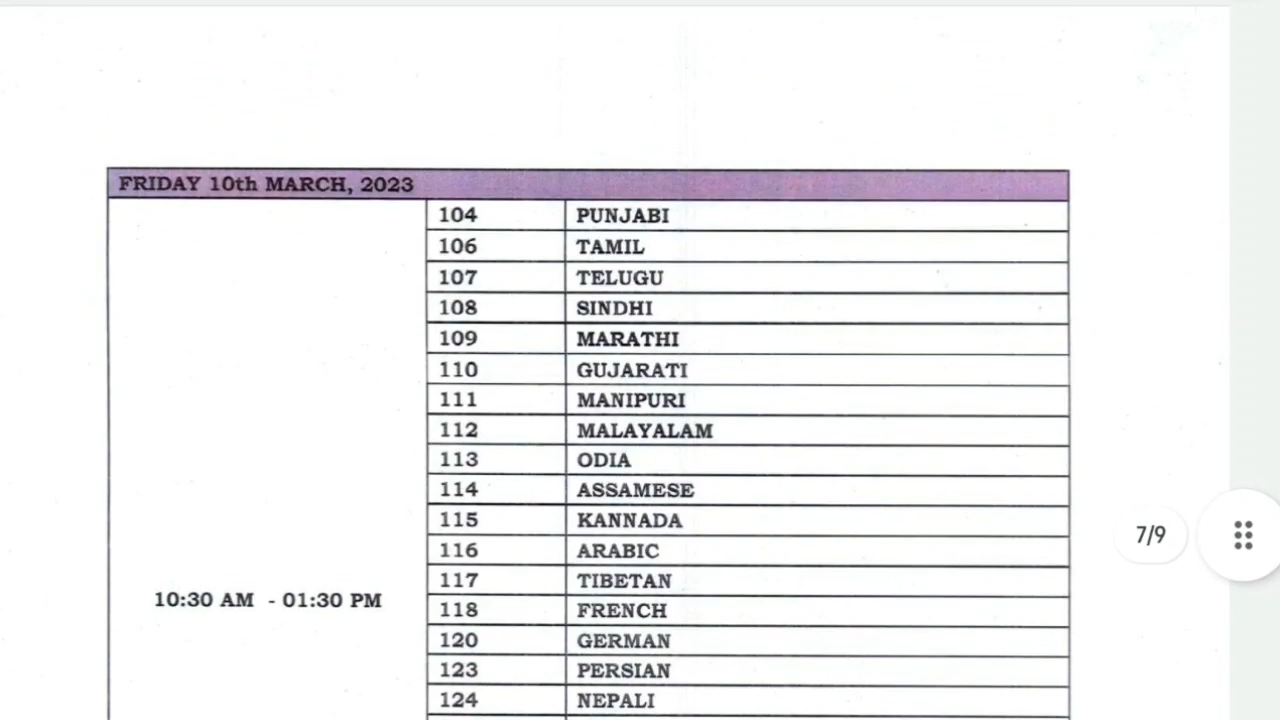 FRIDAY 10th MARCH, 2023
104 PUNJABI
106 TAMIL
107 TELUGU
108 SINDHI
109 MARATHI
110 GUJARATI
111 MANIPURI
112 MALAYALAM
113 ODIA
114 ASSAMESE
115 KANNADA
116 ARABIC
117 TIBETAN
10:30 AM - 01:30 PM
118 FRENCH
120 GERMAN
123 PERSIAN
124 NEPALI
7/9